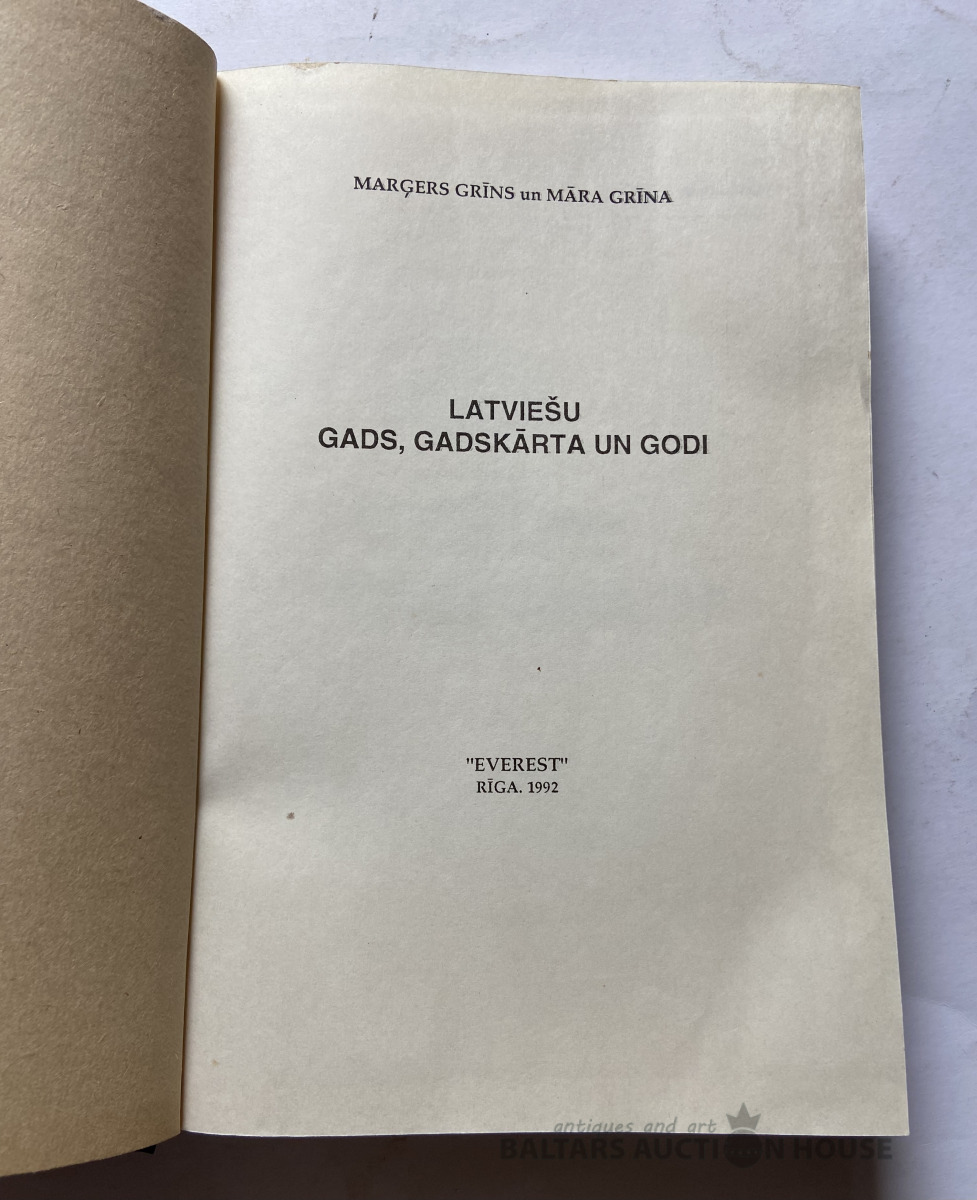 MARĢERS GRĪNS un MĀRA GRĪNA
LATVIEŠU
GADS, GADSKĀRTA UN GODI
"EVEREST"
RĪGA. 1992
antiques and art
BALTARS AUCTION HOUSE